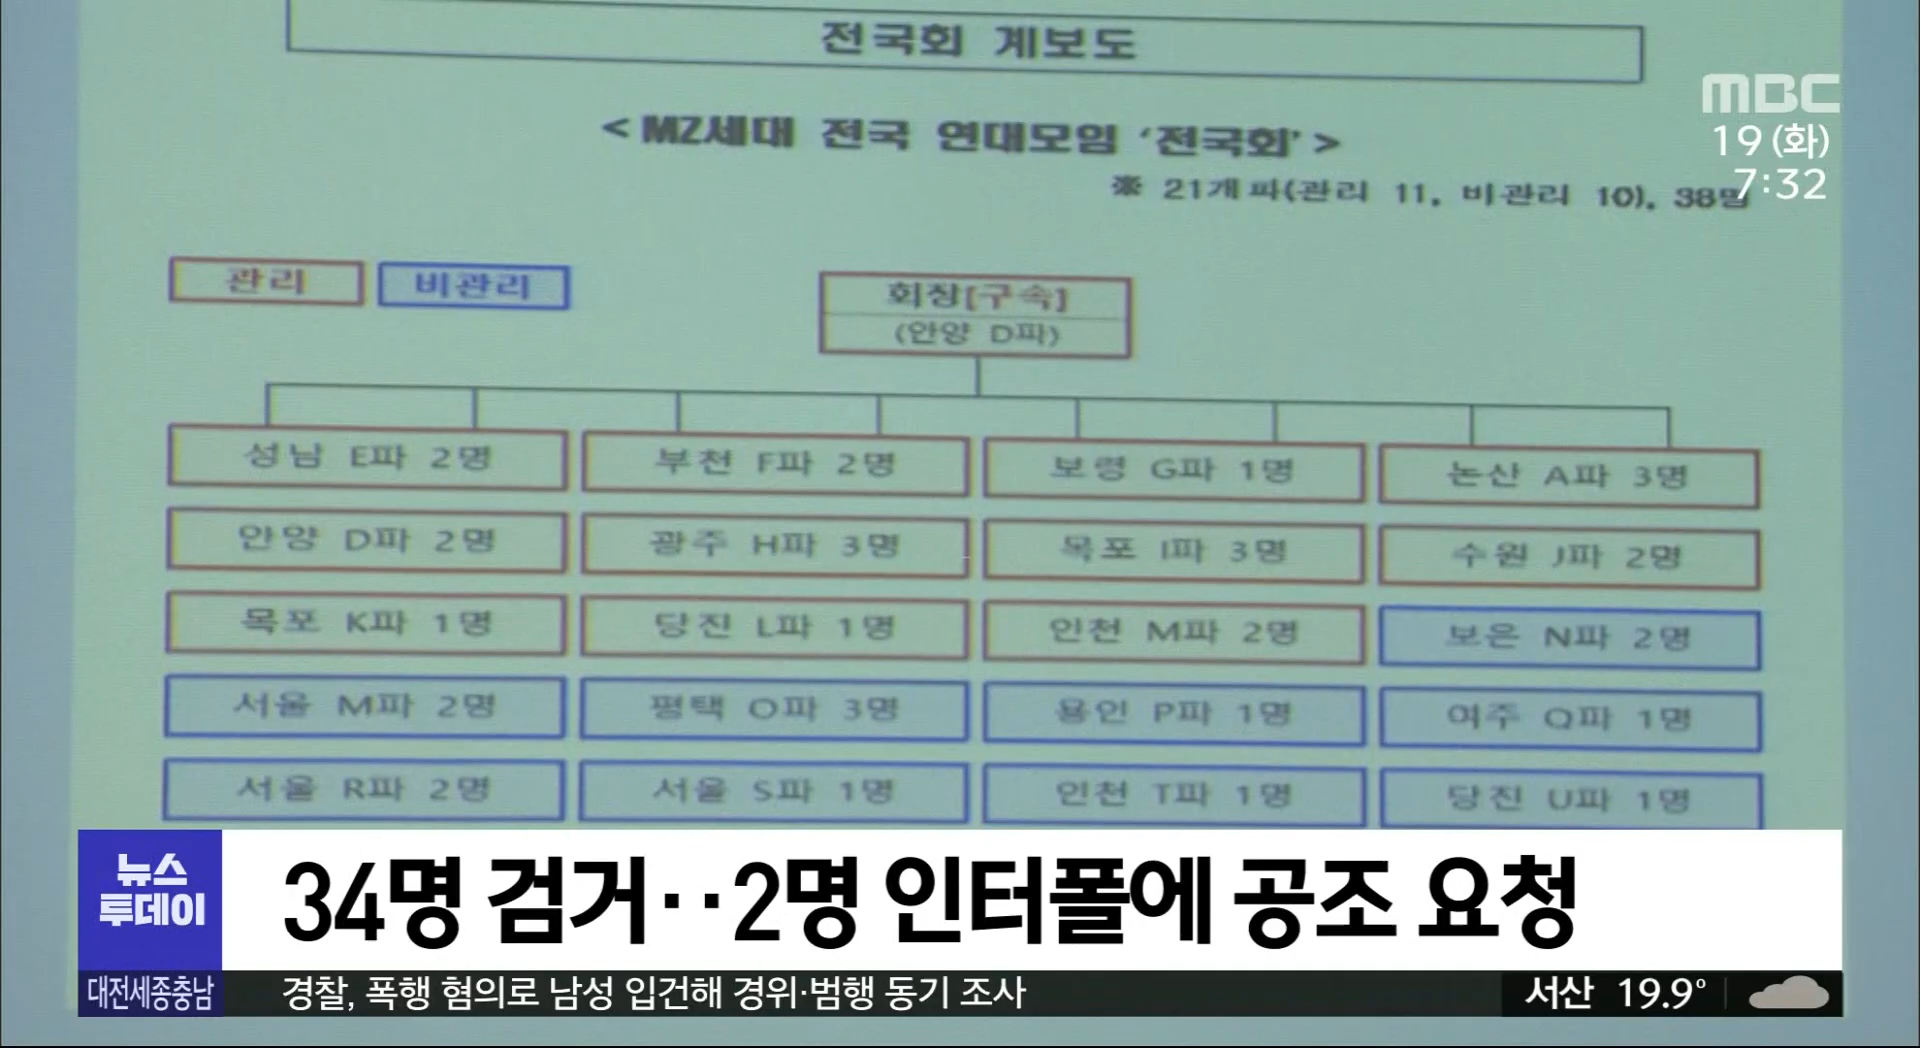 전국회 계보도
MBC
< MZ세대 전국 연대모임 ‘전국회’ >
19 (화)
※ 21개파(관리 11, 비관리 10), 38명
7:32
관리 비관리
회장[구속]
(안양 D파)
성남 E파 2명 부천 F파 2명 보령 G파 1명 논산 A파 3명
안양 D파 2명 광주 H파 3명 목포 I파 3명 수원 J파 2명
목포 K파 1명 당진 L파 1명 인천 M파 2명 보은 N파 2명
서울 M파 2명 평택 O파 3명 용인 P파 1명 여주 Q파 1명
서울 R파 2명 서울 S파 1명 인천 T파 1명 당진 U파 1명
뉴스
투데이
34명 검거··2명 인터폴에 공조 요청
대전세종충남 경찰, 폭행 혐의로 남성 입건해 경위·범행 동기 조사 서산 19.9°